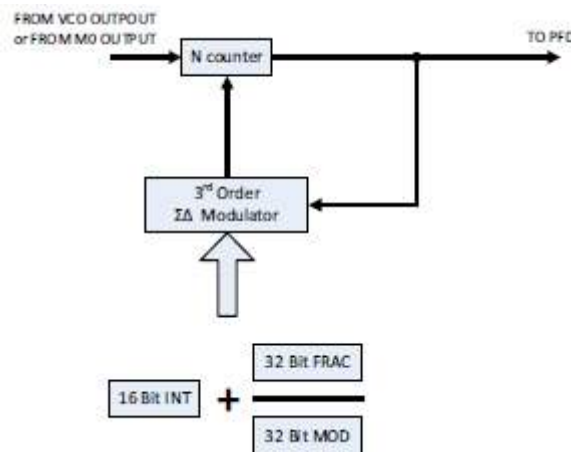 FROM VCO OUTPOUT
or FROM M0 OUTPUT
TO PFD
N counter
3rd Order
ΣΔ Modulator
32 Bit FRAC
16 Bit INT +
32 Bit MOD